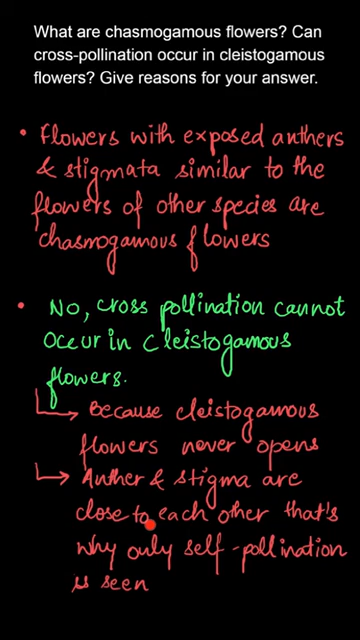 What are chasmogamous flowers? Can
cross-pollination occur in cleistogamous
flowers? Give reasons for your answer.
• Flowers with exposed anthers
& stigmata similar to the
flowers of other species are
chasmogamous flowers
• No, cross pollination cannot
occur in cleistogamous
flowers.
↳ Because cleistogamous
flowers never opens
↳ Anther & stigma are
close to each other that's
why only self-pollination
is seen